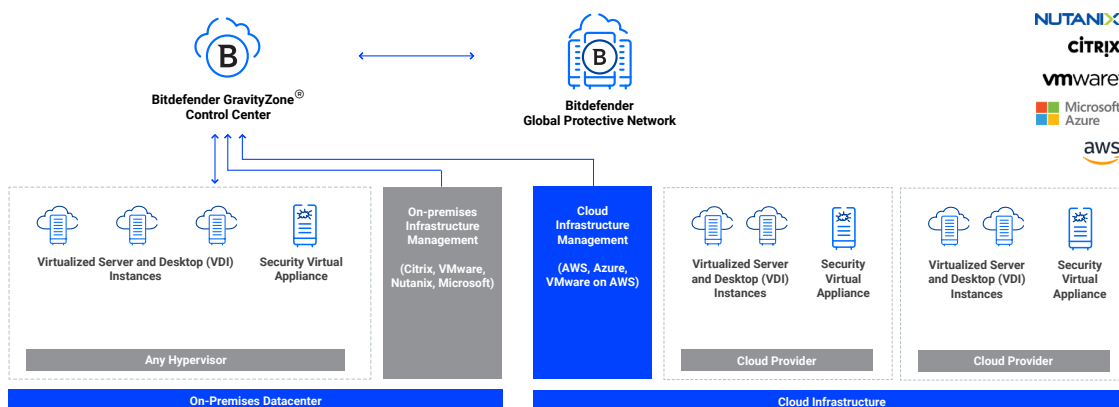 NUTANIX
CİTRIX
vmware
Microsoft
Azure
aws
B
B
Bitdefender GravityZone®
Control Center
Bitdefender
Global Protective Network
Virtualized Server and Desktop (VDI)
Instances
Security Virtual
Appliance
Any Hypervisor
On-premises
Infrastructure
Management
(Citrix, VMware,
Nutanix, Microsoft)
On-Premises Datacenter
Cloud
Infrastructure
Management
(AWS, Azure,
VMware on AWS)
Virtualized Server
and Desktop (VDI)
Instances
Security
Virtual
Appliance
Cloud Provider
Virtualized Server
and Desktop (VDI)
Instances
Security
Virtual
Appliance
Cloud Provider
Cloud Infrastructure